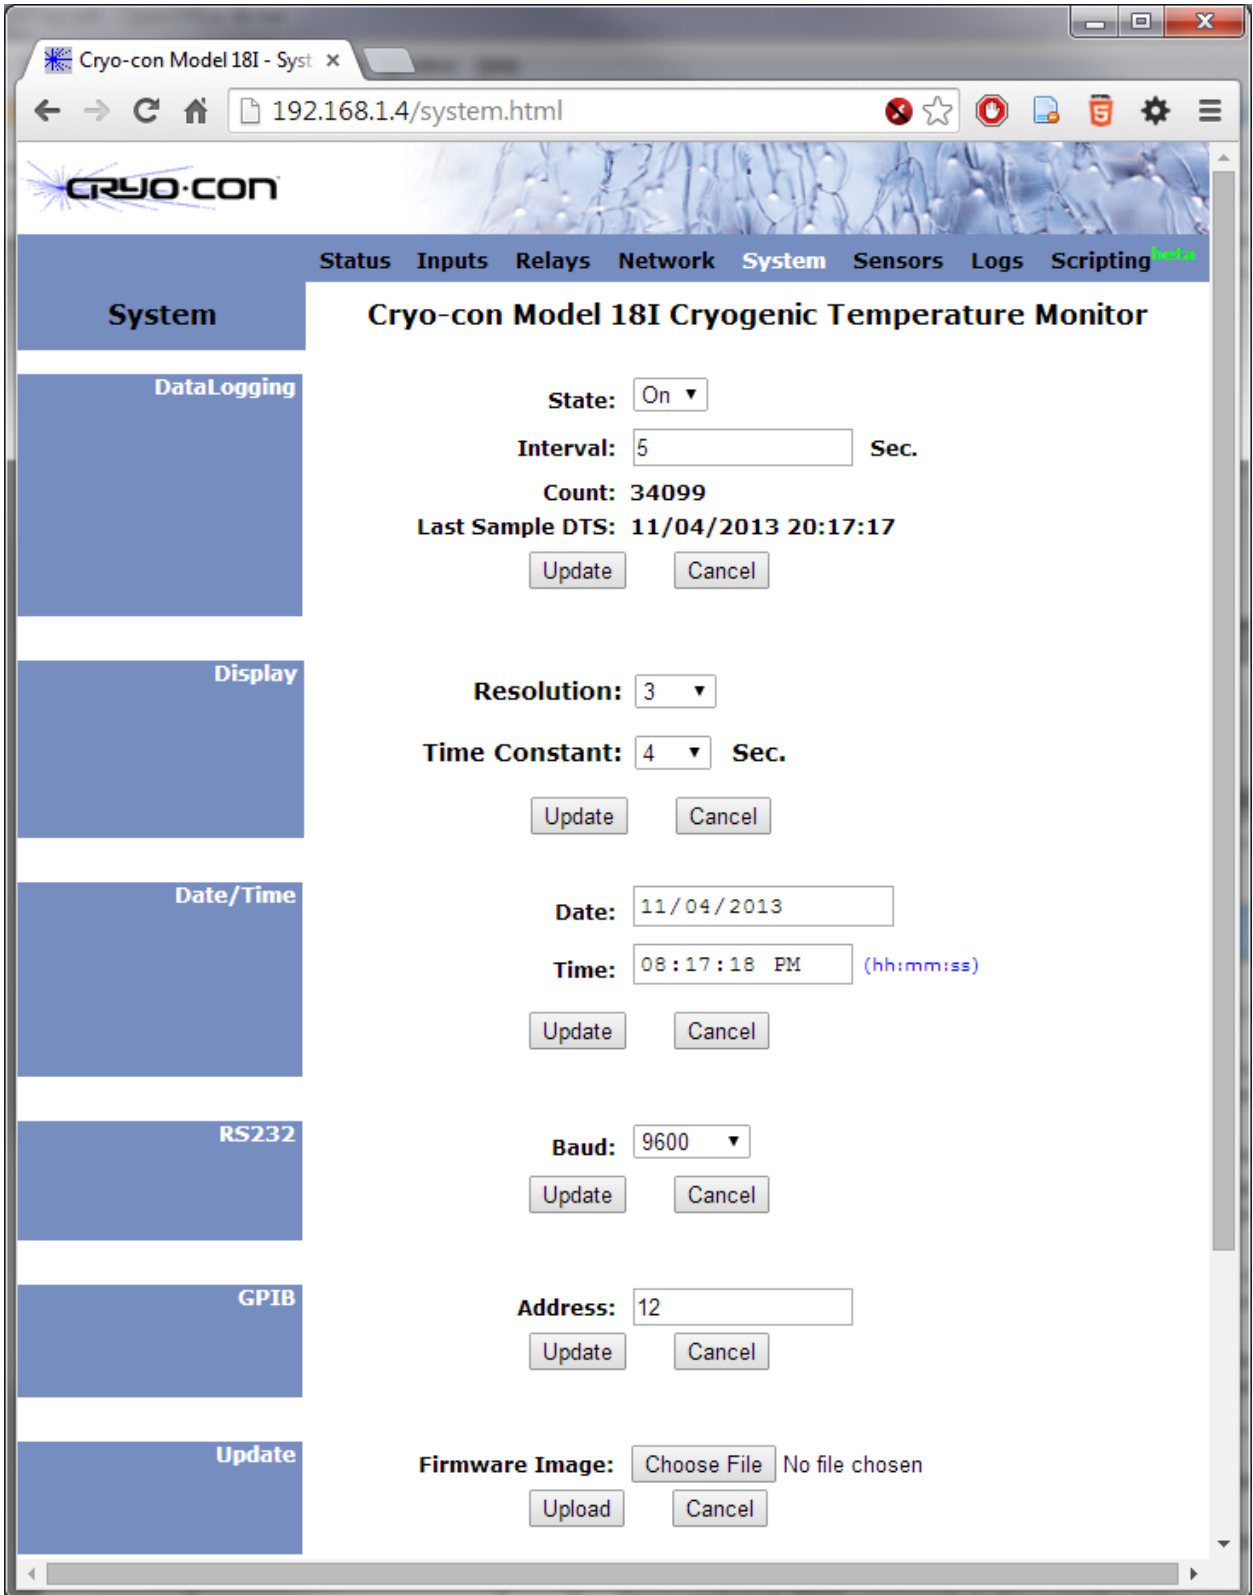 Cryo-con Model 18I - Syst
192.168.1.4/system.html
CRYO·CON
Status Inputs Relays Network System Sensors Logs Scripting beta
System
Cryo-con Model 18I Cryogenic Temperature Monitor
DataLogging
State: On
Interval: 5 Sec.
Count: 34099
Last Sample DTS: 11/04/2013 20:17:17
Update Cancel
Display
Resolution: 3
Time Constant: 4 Sec.
Update Cancel
Date/Time
Date: 11/04/2013
Time: 08:17:18 PM (hh:mm:ss)
Update Cancel
RS232
Baud: 9600
Update Cancel
GPIB
Address: 12
Update Cancel
Update
Firmware Image: Choose File No file chosen
Upload Cancel